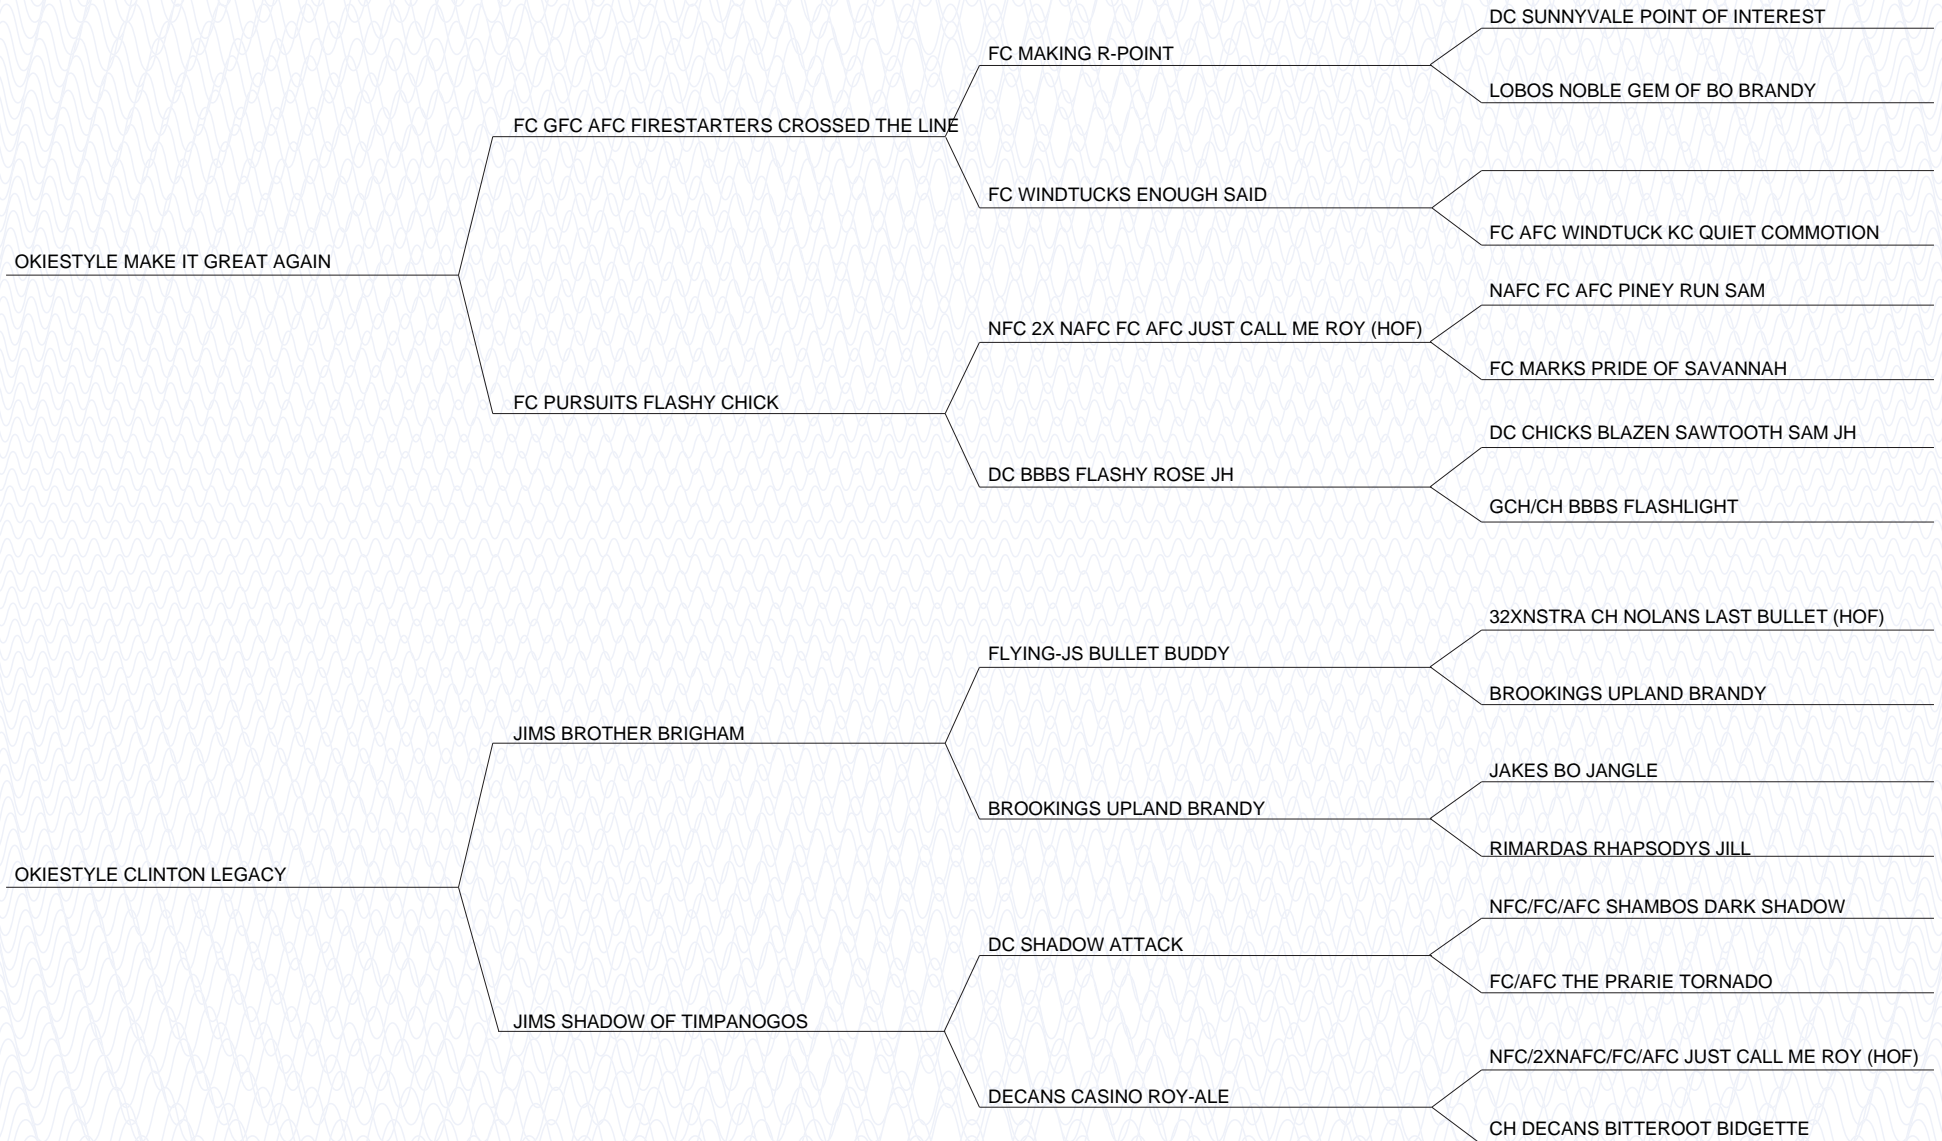 DC SUNNYVALE POINT OF INTEREST
FC MAKING R-POINT
LOBOS NOBLE GEM OF BO BRANDY
FC GFC AFC FIRESTARTERS CROSSED THE LINE
FC WINDTUCKS ENOUGH SAID
FC AFC WINDTUCK KC QUIET COMMOTION
OKIESTYLE MAKE IT GREAT AGAIN
NAFC FC AFC PINEY RUN SAM
NFC 2X NAFC FC AFC JUST CALL ME ROY (HOF)
FC MARKS PRIDE OF SAVANNAH
FC PURSUITS FLASHY CHICK
DC CHICKS BLAZEN SAWTOOTH SAM JH
DC BBBS FLASHY ROSE JH
GCH/CH BBBS FLASHLIGHT
32XNSTRA CH NOLANS LAST BULLET (HOF)
FLYING-JS BULLET BUDDY
BROOKINGS UPLAND BRANDY
JIMS BROTHER BRIGHAM
JAKES BO JANGLE
BROOKINGS UPLAND BRANDY
RIMARDAS RHAPSODYS JILL
OKIESTYLE CLINTON LEGACY
NFC/FC/AFC SHAMBOS DARK SHADOW
DC SHADOW ATTACK
FC/AFC THE PRARIE TORNADO
JIMS SHADOW OF TIMPANOGOS
NFC/2XNAFC/FC/AFC JUST CALL ME ROY (HOF)
DECANS CASINO ROY-ALE
CH DECANS BITTEROOT BIDGETTE